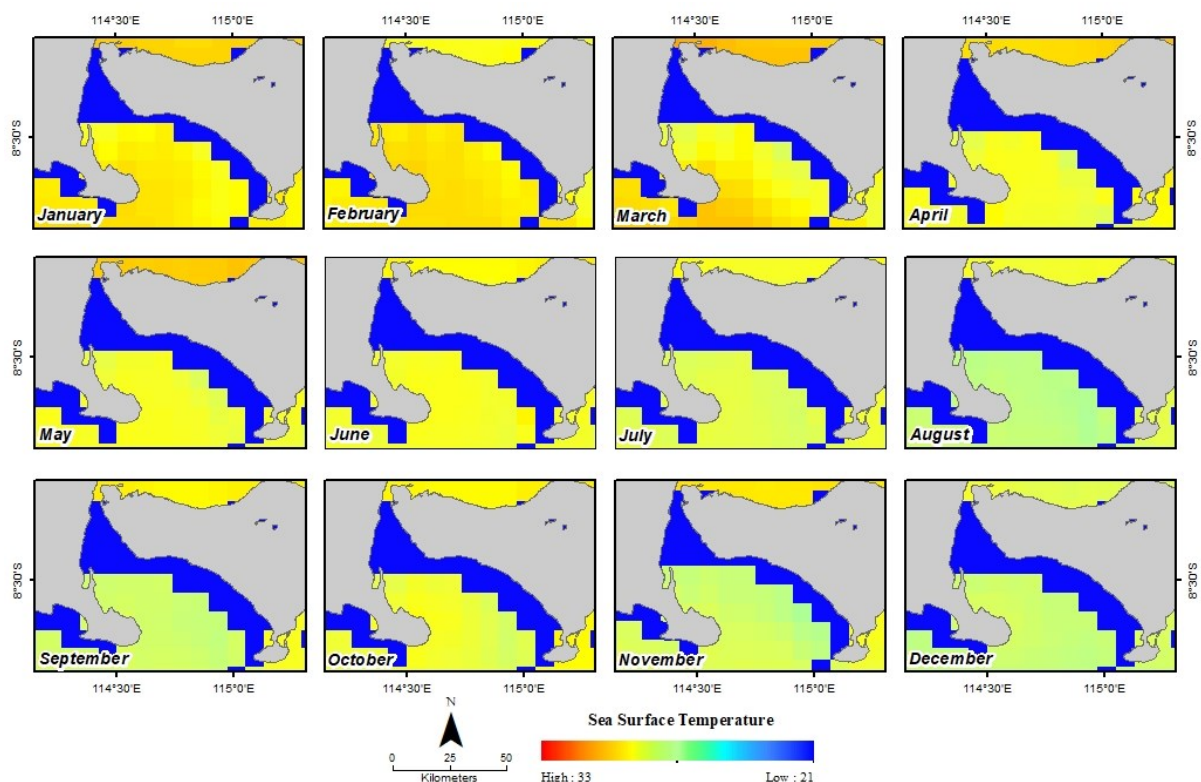 114°30'E 115°0'E 114°30'E 115°0'E 114°30'E 115°0'E 114°30'E 115°0'E
8°30'S 8°30'S
January February March April
8°30'S 8°30'S
May June July August
8°30'S 8°30'S
September October November December
114°30'E 115°0'E 114°30'E 115°0'E 114°30'E 115°0'E 114°30'E 115°0'E
N
Sea Surface Temperature
0 25 50
Kilometers
High : 33 Low : 21